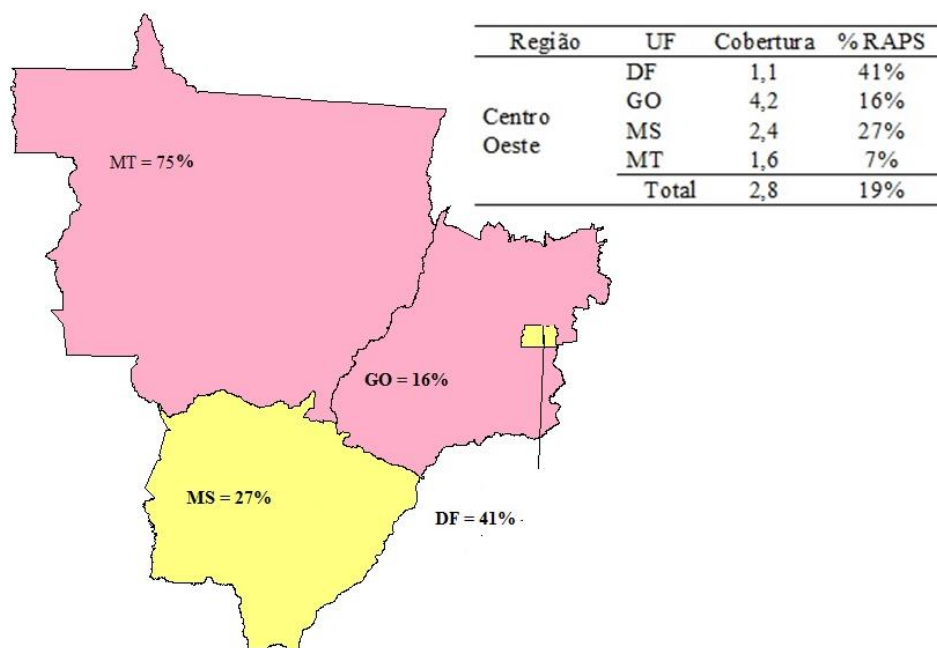 Região UF Cobertura % RAPS
DF 1,1 41%
GO 4,2 16%
Centro
Oeste
MS 2,4 27%
MT 1,6 7%
Total 2,8 19%
MT = 75%
GO = 16%
MS = 27%
DF = 41%